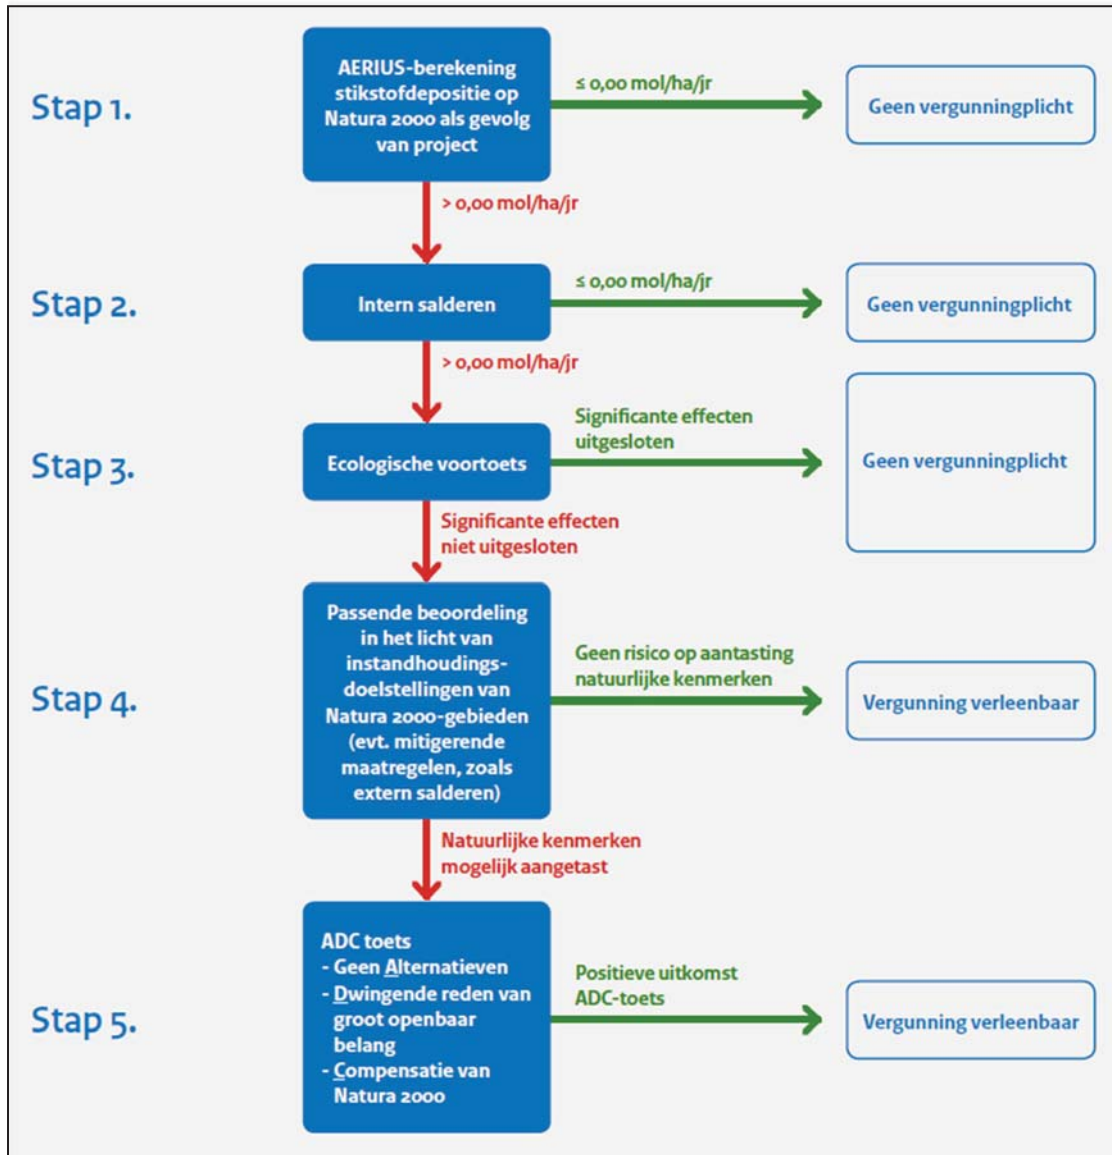 Stap 1.
AERIUS-berekening
stikstofdepositie op
Natura 2000 als gevolg
van project
≤ 0,00 mol/ha/jr
Geen vergunningplicht
> 0,00 mol/ha/jr
Stap 2.
Intern salderen
≤ 0,00 mol/ha/jr
Geen vergunningplicht
> 0,00 mol/ha/jr
Stap 3.
Ecologische voortoets
Significante effecten
uitgesloten
Geen vergunningplicht
Significante effecten
niet uitgesloten
Stap 4.
Passende beoordeling
in het licht van
instandhoudings-
doelstellingen van
Natura 2000-gebieden
(evt. mitigerende
maatregelen, zoals
extern salderen)
Geen risico op aantasting
natuurlijke kenmerken
Vergunning verleenbaar
Natuurlijke kenmerken
mogelijk aangetast
Stap 5.
ADC toets
- Geen Alternatieven
- Dwingende reden van
groot openbaar
belang
- Compensatie van
Natura 2000
Positieve uitkomst
ADC-toets
Vergunning verleenbaar